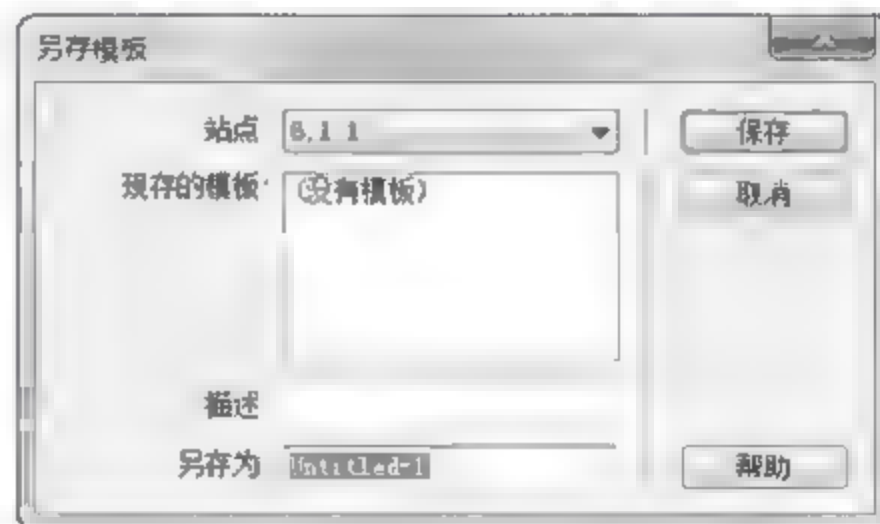 另存模板
站点 6.1.1 保存
现存的模板: (没有模板) 取消
描述
另存为 Untitled-1 帮助